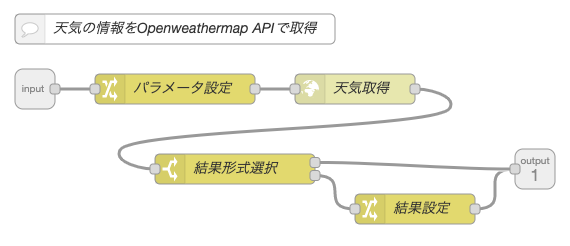 天気の情報をOpenweathermap APIで取得
input
パラメータ設定
天気取得
結果形式選択
output
1
結果設定